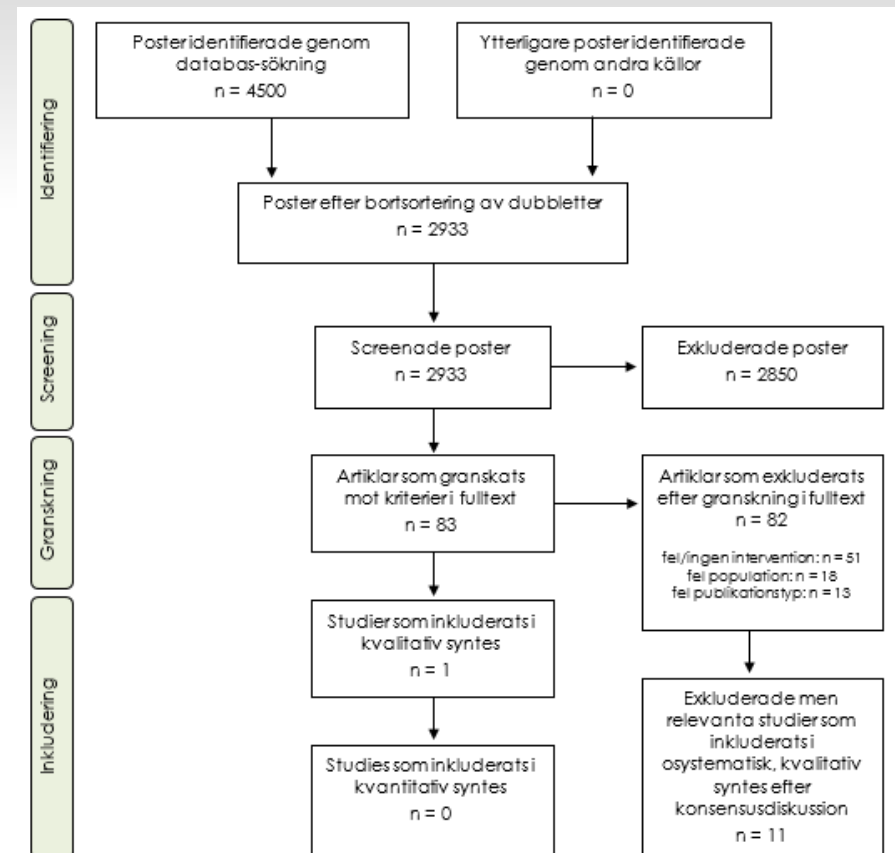 Identifiering
Poster identifierade genom
databas-sökning
n = 4500
Ytterligare poster identifierade
genom andra källor
n = 0
Poster efter bortsortering av dubbletter
n = 2933
Screening
Screenade poster
n = 2933
Exkluderade poster
n = 2850
Granskning
Artiklar som granskats
mot kriterier i fulltext
n = 83
Artiklar som exkluderats
efter granskning i fulltext
n = 82
fel/ingen intervention: n = 51
fel population: n = 18
fel publikationstyp: n = 13
Inkludering
Studier som inkluderats i
kvalitativ syntes
n = 1
Studies som inkluderats i
kvantitativ syntes
n = 0
Exkluderade men
relevanta studier som
inkluderats i
osystematisk, kvalitativ
syntes efter
konsensusdiskussion
n = 11